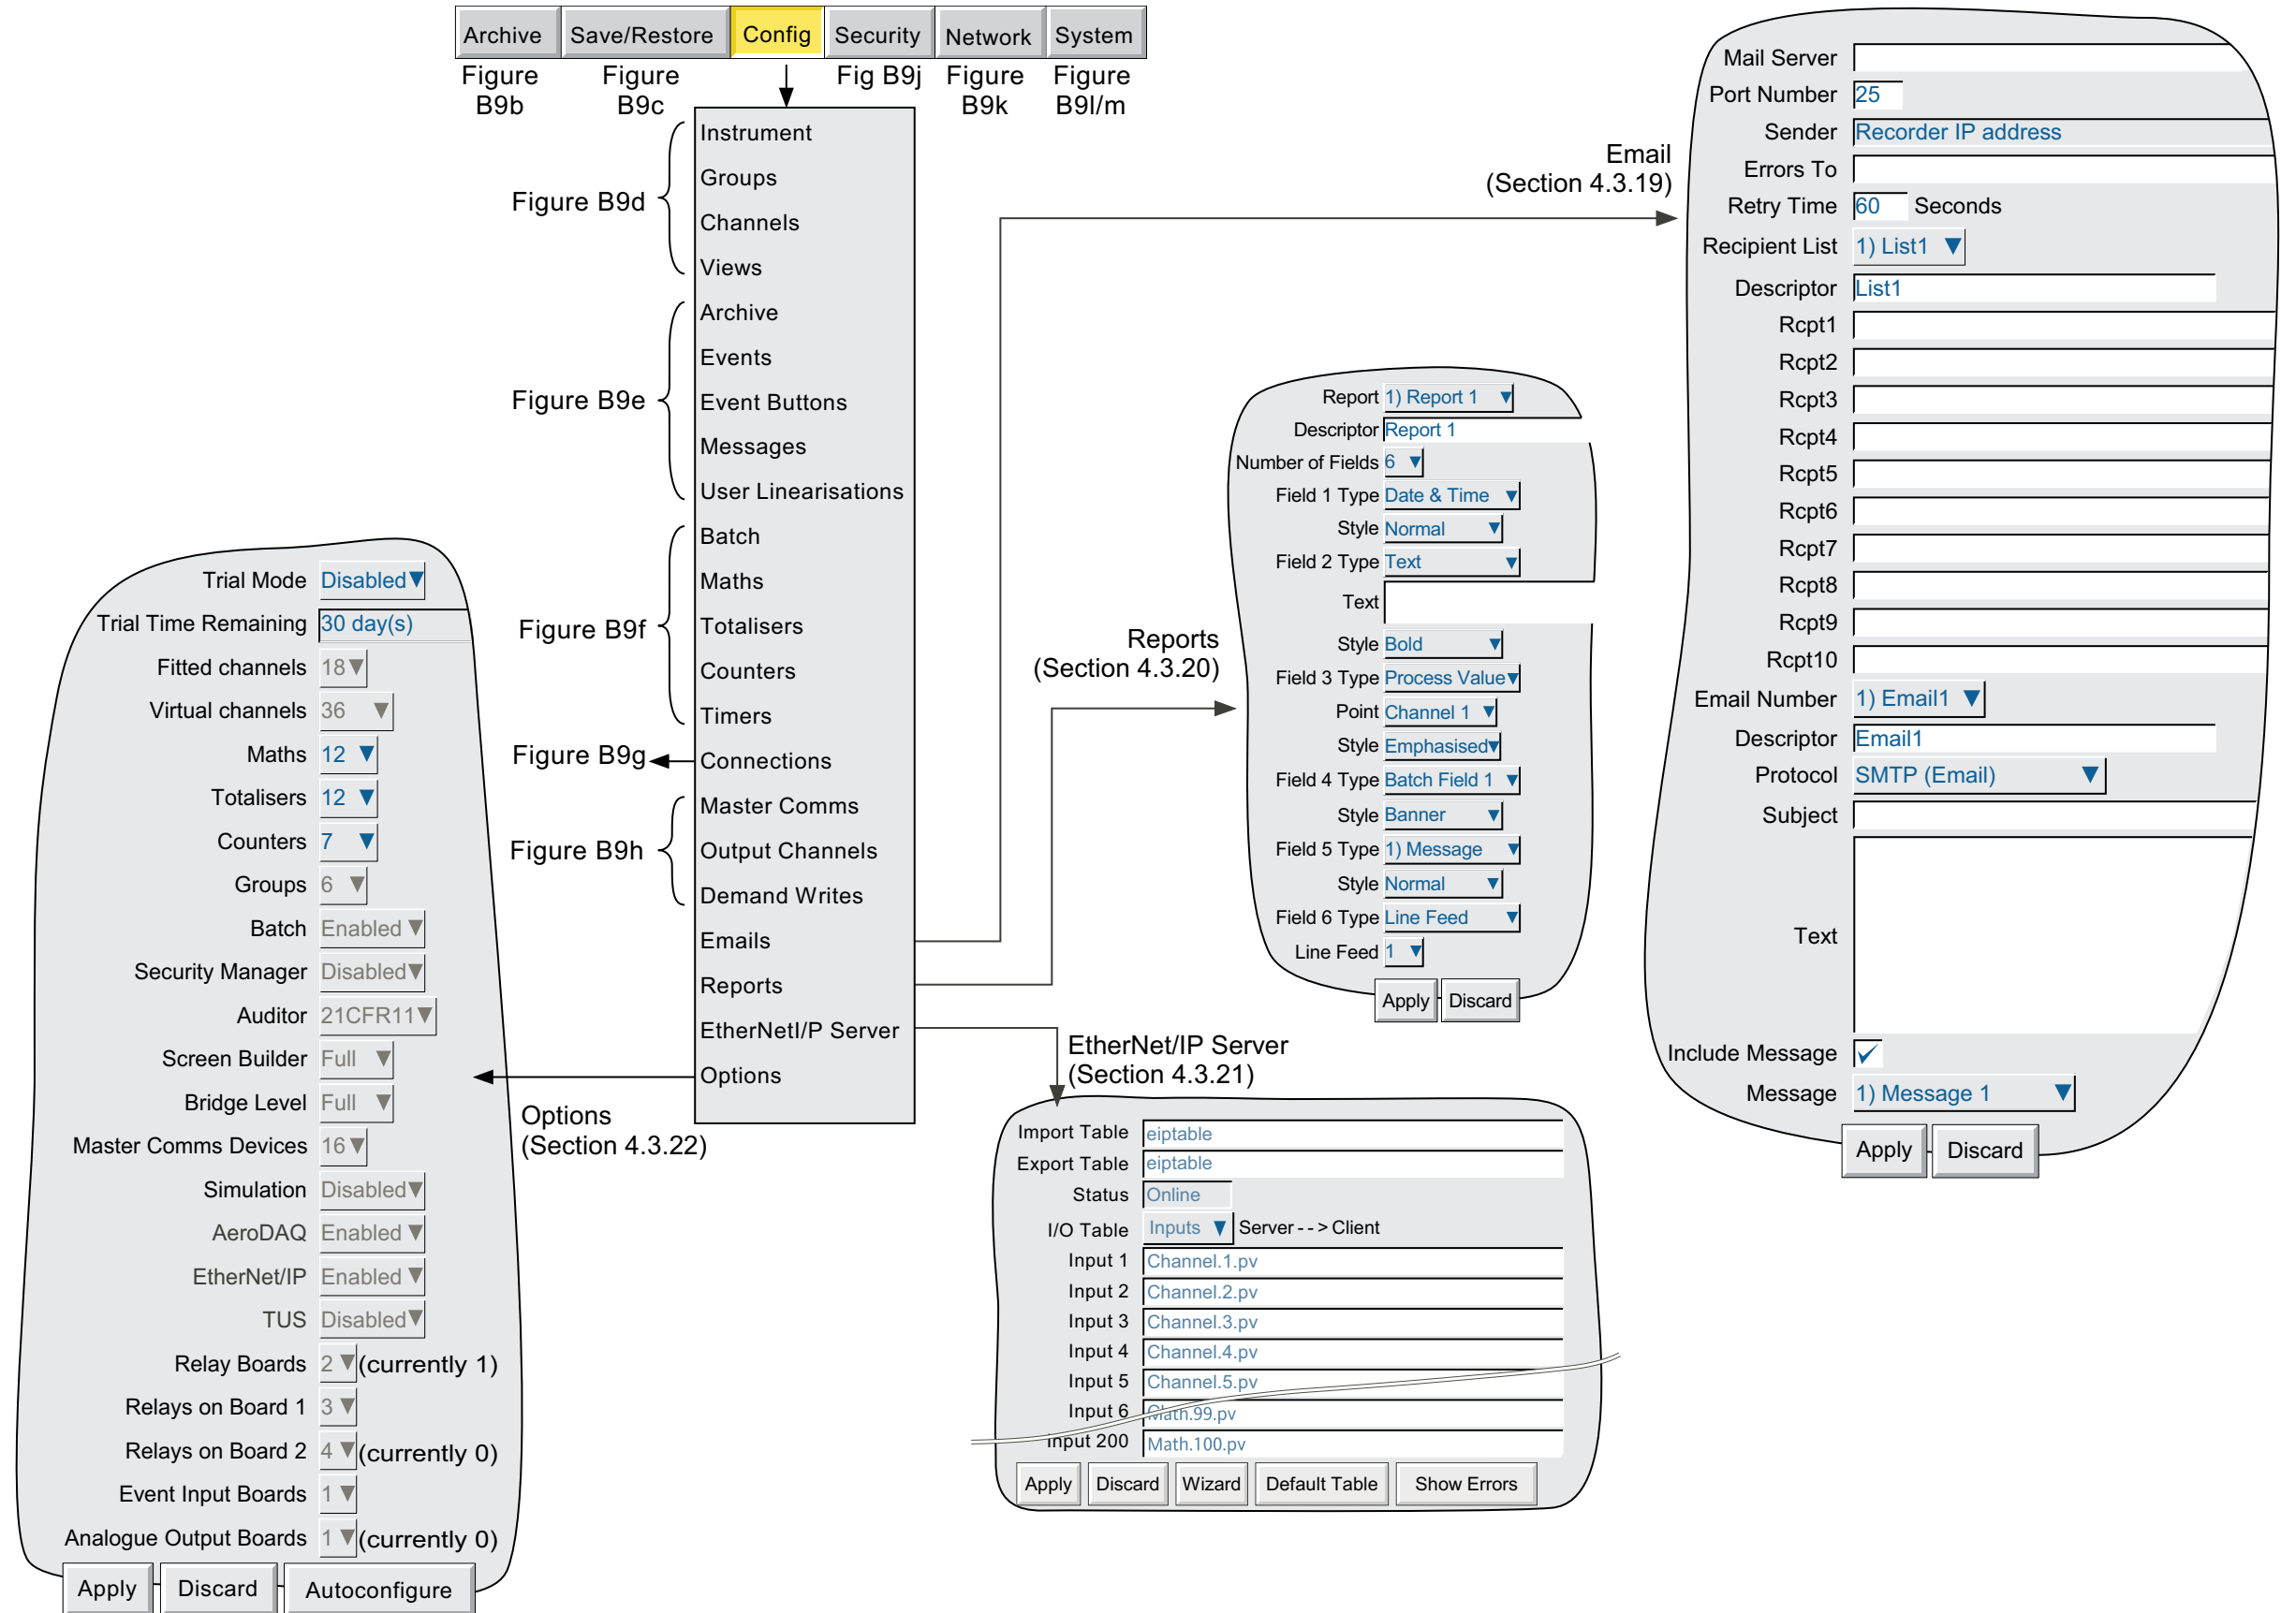 Archive Save/Restore Config Security Network System
Figure B9b
Figure B9c
Fig B9j
Figure B9k
Figure B9l/m
Instrument
Groups
Channels
Views
Archive
Events
Event Buttons
Messages
User Linearisations
Batch
Maths
Totalisers
Counters
Timers
Connections
Master Comms
Output Channels
Demand Writes
Emails
Reports
EtherNetI/P Server
Options
Figure B9d
Figure B9e
Figure B9f
Figure B9g
Figure B9h
Options
(Section 4.3.22)
Trial Mode Disabled
Trial Time Remaining 30 day(s)
Fitted channels 18
Virtual channels 36
Maths 12
Totalisers 12
Counters 7
Groups 6
Batch Enabled
Security Manager Disabled
Auditor 21CFR11
Screen Builder Full
Bridge Level Full
Master Comms Devices 16
Simulation Disabled
AeroDAQ Enabled
EtherNet/IP Enabled
TUS Disabled
Relay Boards 2 (currently 1)
Relays on Board 1 3
Relays on Board 2 4 (currently 0)
Event Input Boards 1
Analogue Output Boards 1 (currently 0)
Apply Discard Autoconfigure
Reports
(Section 4.3.20)
Report 1) Report 1
Descriptor Report 1
Number of Fields 6
Field 1 Type Date & Time
Style Normal
Field 2 Type Text
Text
Style Bold
Field 3 Type Process Value
Point Channel 1
Style Emphasised
Field 4 Type Batch Field 1
Style Banner
Field 5 Type 1) Message
Style Normal
Field 6 Type Line Feed
Line Feed 1
Apply Discard
EtherNet/IP Server
(Section 4.3.21)
Import Table eiptable
Export Table eiptable
Status Online
I/O Table Inputs Server - - > Client
Input 1 Channel.1.pv
Input 2 Channel.2.pv
Input 3 Channel.3.pv
Input 4 Channel.4.pv
Input 5 Channel.5.pv
Input 6 Math.99.pv
Input 200 Math.100.pv
Apply Discard Wizard Default Table Show Errors
Email
(Section 4.3.19)
Mail Server
Port Number 25
Sender Recorder IP address
Errors To
Retry Time 60 Seconds
Recipient List 1) List1
Descriptor List1
Rcpt1
Rcpt2
Rcpt3
Rcpt4
Rcpt5
Rcpt6
Rcpt7
Rcpt8
Rcpt9
Rcpt10
Email Number 1) Email1
Descriptor Email1
Protocol SMTP (Email)
Subject
Text
Include Message
Message 1) Message 1
Apply Discard